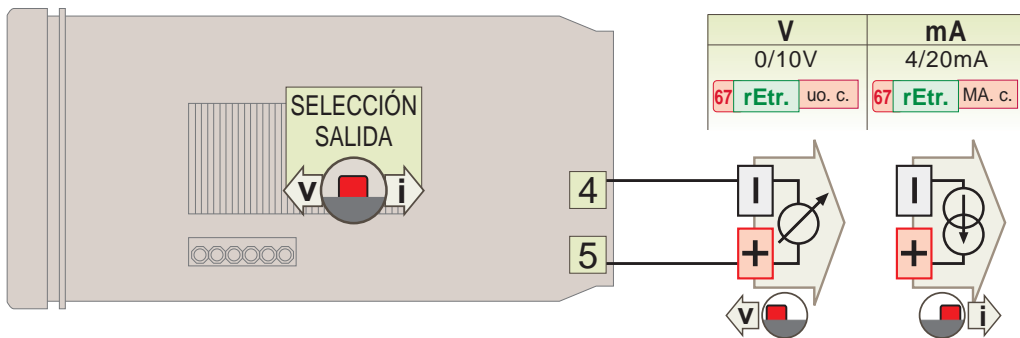 V mA
0/10V 4/20mA
67 rEtr. uo. c. 67 rEtr. MA. c.
SELECCIÓN
SALIDA
v i
4
5
I I
+ +
v i